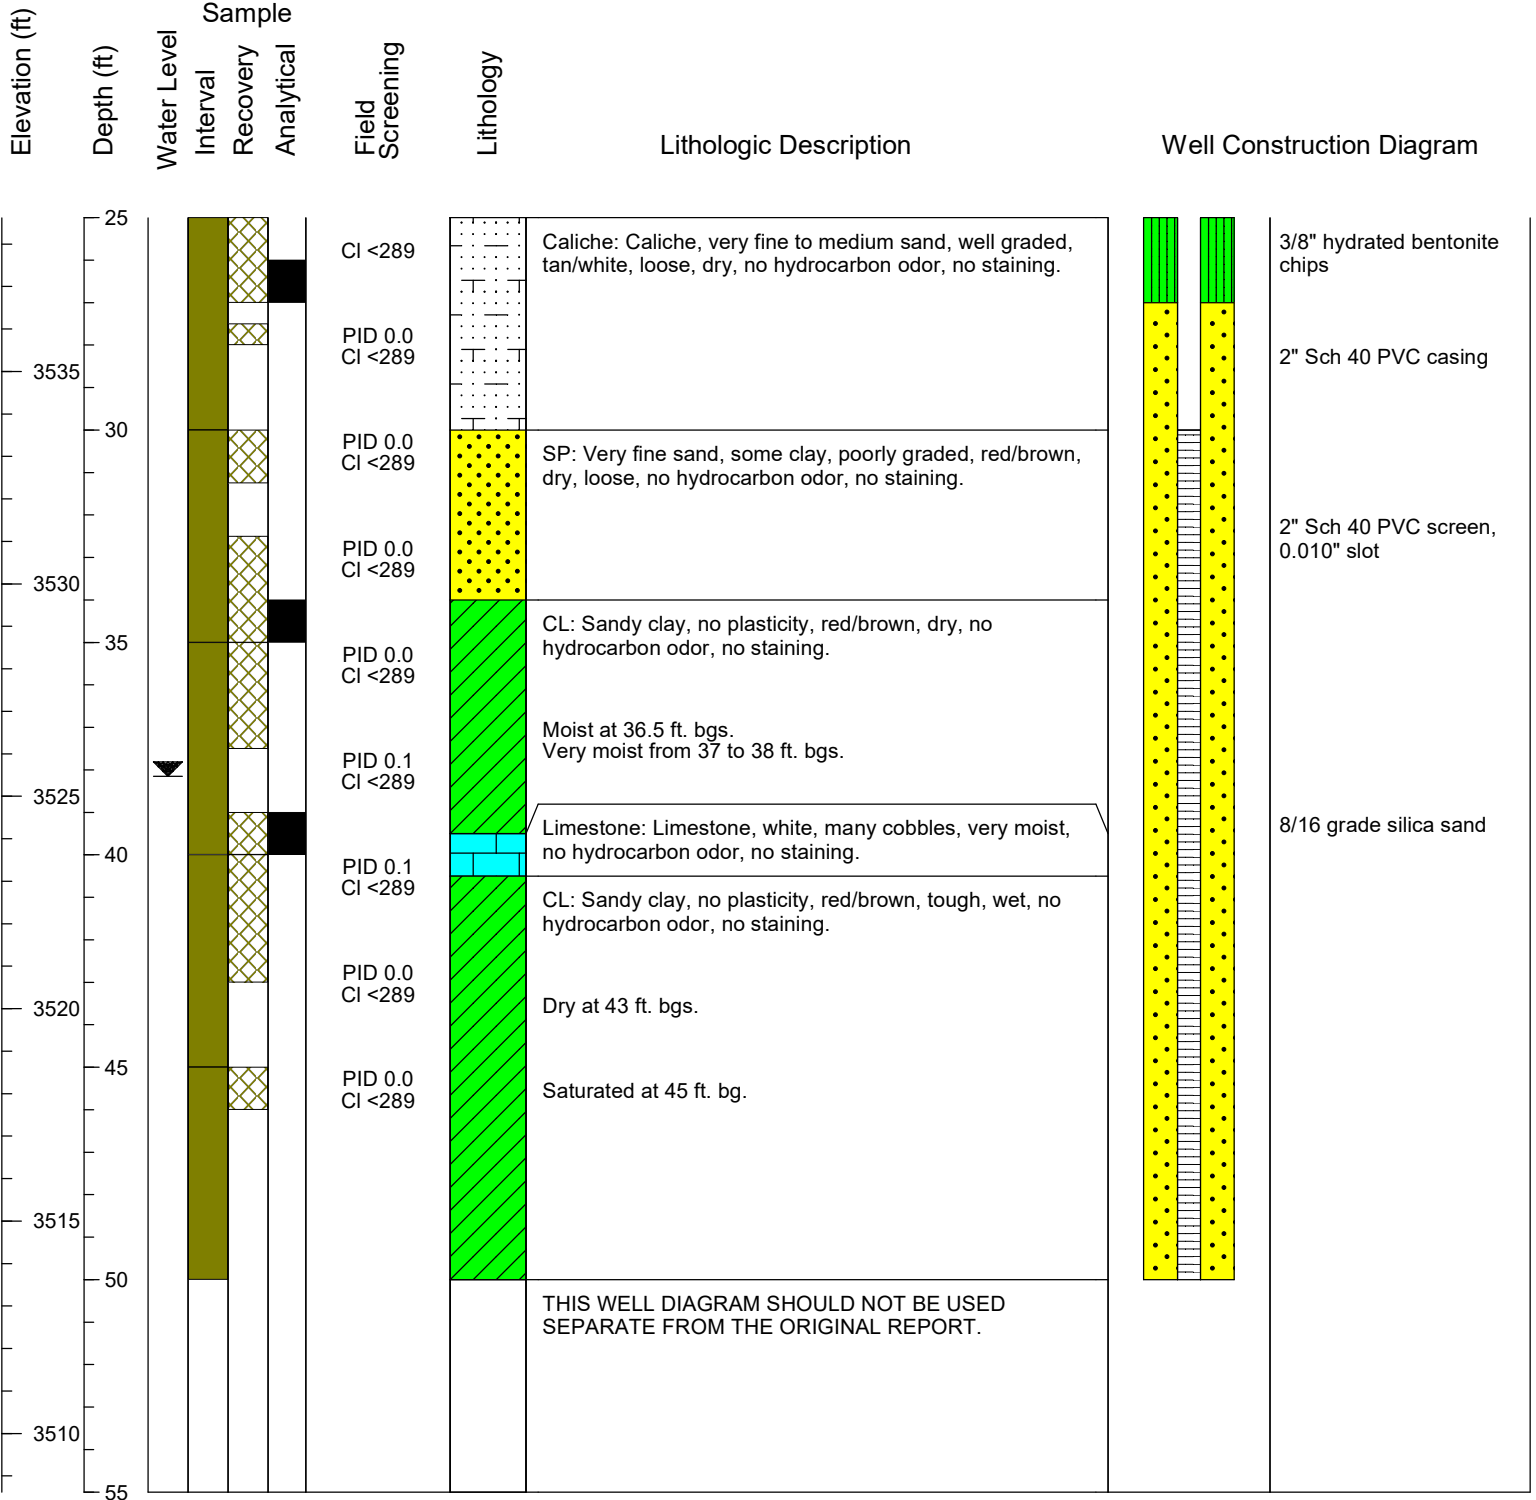 Elevation (ft)
Depth (ft)
Water Level
Sample
Interval
Recovery
Analytical
Field
Screening
Lithology
Lithologic Description
Well Construction Diagram
25
Cl <289
Caliche: Caliche, very fine to medium sand, well graded,
tan/white, loose, dry, no hydrocarbon odor, no staining.
3/8" hydrated bentonite
chips
PID 0.0
Cl <289
2" Sch 40 PVC casing
3535
30
PID 0.0
Cl <289
SP: Very fine sand, some clay, poorly graded, red/brown,
dry, loose, no hydrocarbon odor, no staining.
2" Sch 40 PVC screen,
0.010" slot
PID 0.0
Cl <289
3530
CL: Sandy clay, no plasticity, red/brown, dry, no
hydrocarbon odor, no staining.
35
PID 0.0
Cl <289
Moist at 36.5 ft. bgs.
Very moist from 37 to 38 ft. bgs.
PID 0.1
Cl <289
3525
Limestone: Limestone, white, many cobbles, very moist,
no hydrocarbon odor, no staining.
8/16 grade silica sand
40
PID 0.1
Cl <289
CL: Sandy clay, no plasticity, red/brown, tough, wet, no
hydrocarbon odor, no staining.
PID 0.0
Cl <289
3520
Dry at 43 ft. bgs.
45
PID 0.0
Cl <289
Saturated at 45 ft. bg.
3515
50
THIS WELL DIAGRAM SHOULD NOT BE USED
SEPARATE FROM THE ORIGINAL REPORT.
3510
55